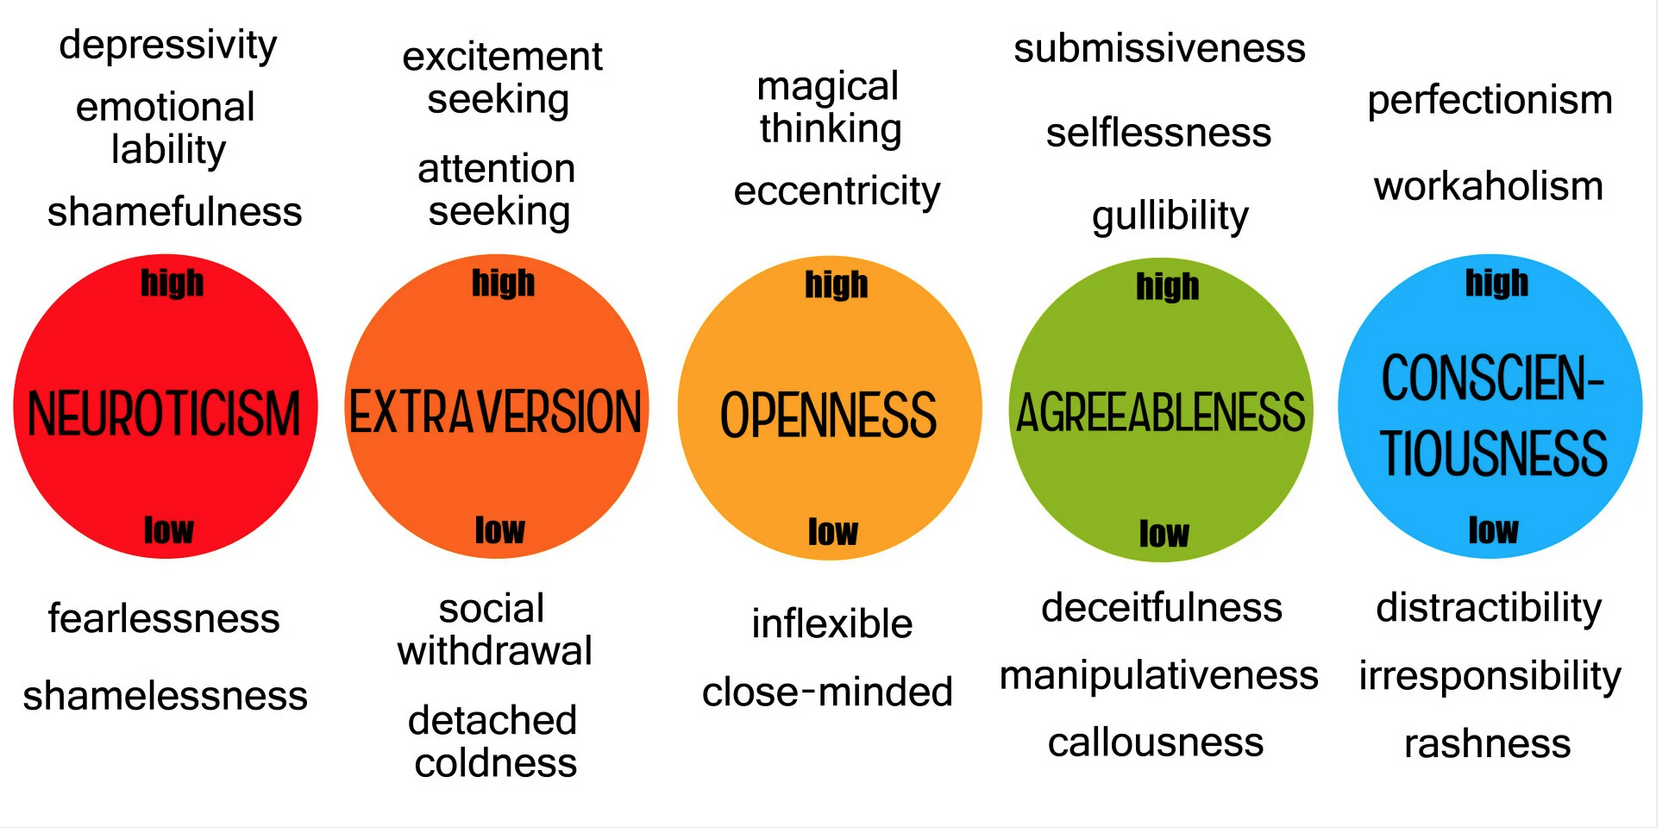 depressivity
emotional
lability
shamefulness
high
NEUROTICISM
low
fearlessness
shamelessness
excitement
seeking
attention
seeking
high
EXTRAVERSION
low
social
withdrawal
detached
coldness
magical
thinking
eccentricity
high
OPENNESS
low
inflexible
close-minded
submissiveness
selflessness
gullibility
high
AGREEABLENESS
low
deceitfulness
manipulativeness
callousness
perfectionism
workaholism
high
CONSCIEN-
TIOUSNESS
low
distractibility
irresponsibility
rashness